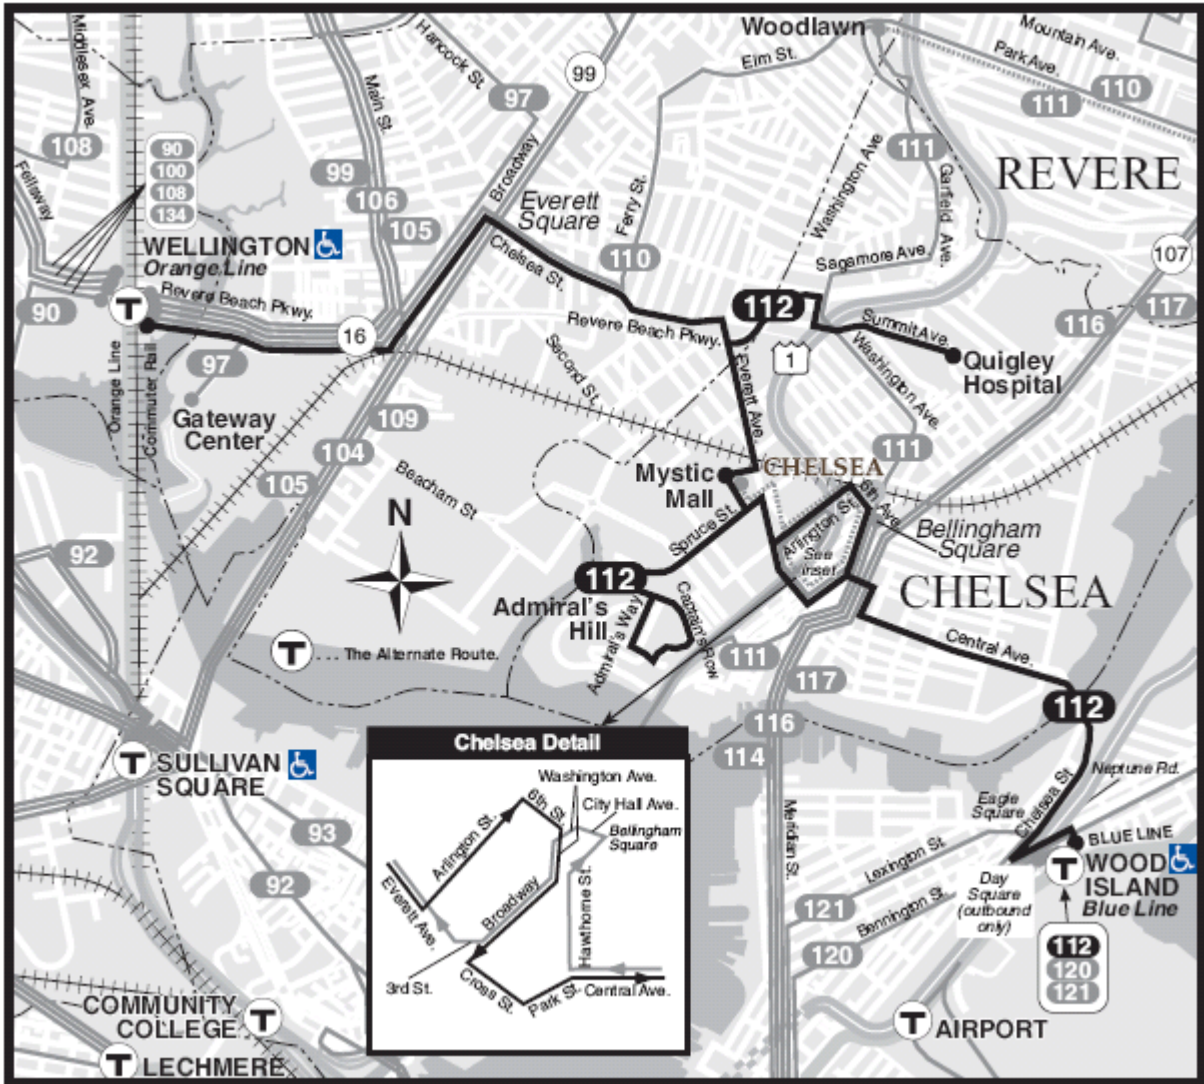 Woodlawn
Mountain Ave.
Park Ave.
Middlesex Ave.
Hancock St.
Elm St.
99
97
110
111
108
Main St.
Broadway
Washington Ave
111
Garfield Ave.
REVERE
90
100
108
134
Fellsway
99
106
105
Everett
Square
Ferry St.
110
Sagamore Ave.
107
117
116
WELLINGTON
Orange Line
T
90
Revere Beach Pkwy.
16
Chelsea St.
Revere Beach Pkwy.
112
Summit Ave.
Quigley
Hospital
1
Washington Ave.
Everett Ave.
Second St.
Orange Line
Commuter Rail
97
Gateway
Center
109
104
105
111
Beacham St
Mystic
Mall
CHELSEA
6th
Ave.
Arlington St.
See
inset
Bellingham
Square
Spruce St.
92
N
112
Admiral's
Hill
Admiral's Way
Captain's Row
CHELSEA
Central Ave.
T
... The Alternate Route.
111
117
116
114
112
T
SULLIVAN
SQUARE
Meridian St.
Chelsea St
Neptune Rd.
Eagle
Square
BLUE LINE
T
WOOD
ISLAND
Blue Line
Lexington St.
Bennington St.
Day
Square
(outbound
only)
121
120
112
120
121
93
92
Chelsea Detail
Washington Ave.
City Hall Ave.
6th St.
Bellingham
Square
Arlington St.
Everett Ave.
Broadway
Hawthorne St.
3rd St.
Cross St.
Park St.
Central Ave.
COMMUNITY
COLLEGE
T
T
LECHMERE
T
AIRPORT